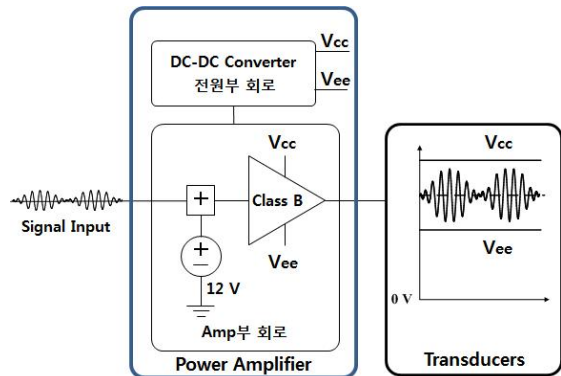 DC-DC Converter
전원부 회로
Vcc
Vee
Signal Input
+
+
−
12 V
Vcc
Class B
Vee
Amp부 회로
Power Amplifier
Vcc
Vee
0 V
Transducers